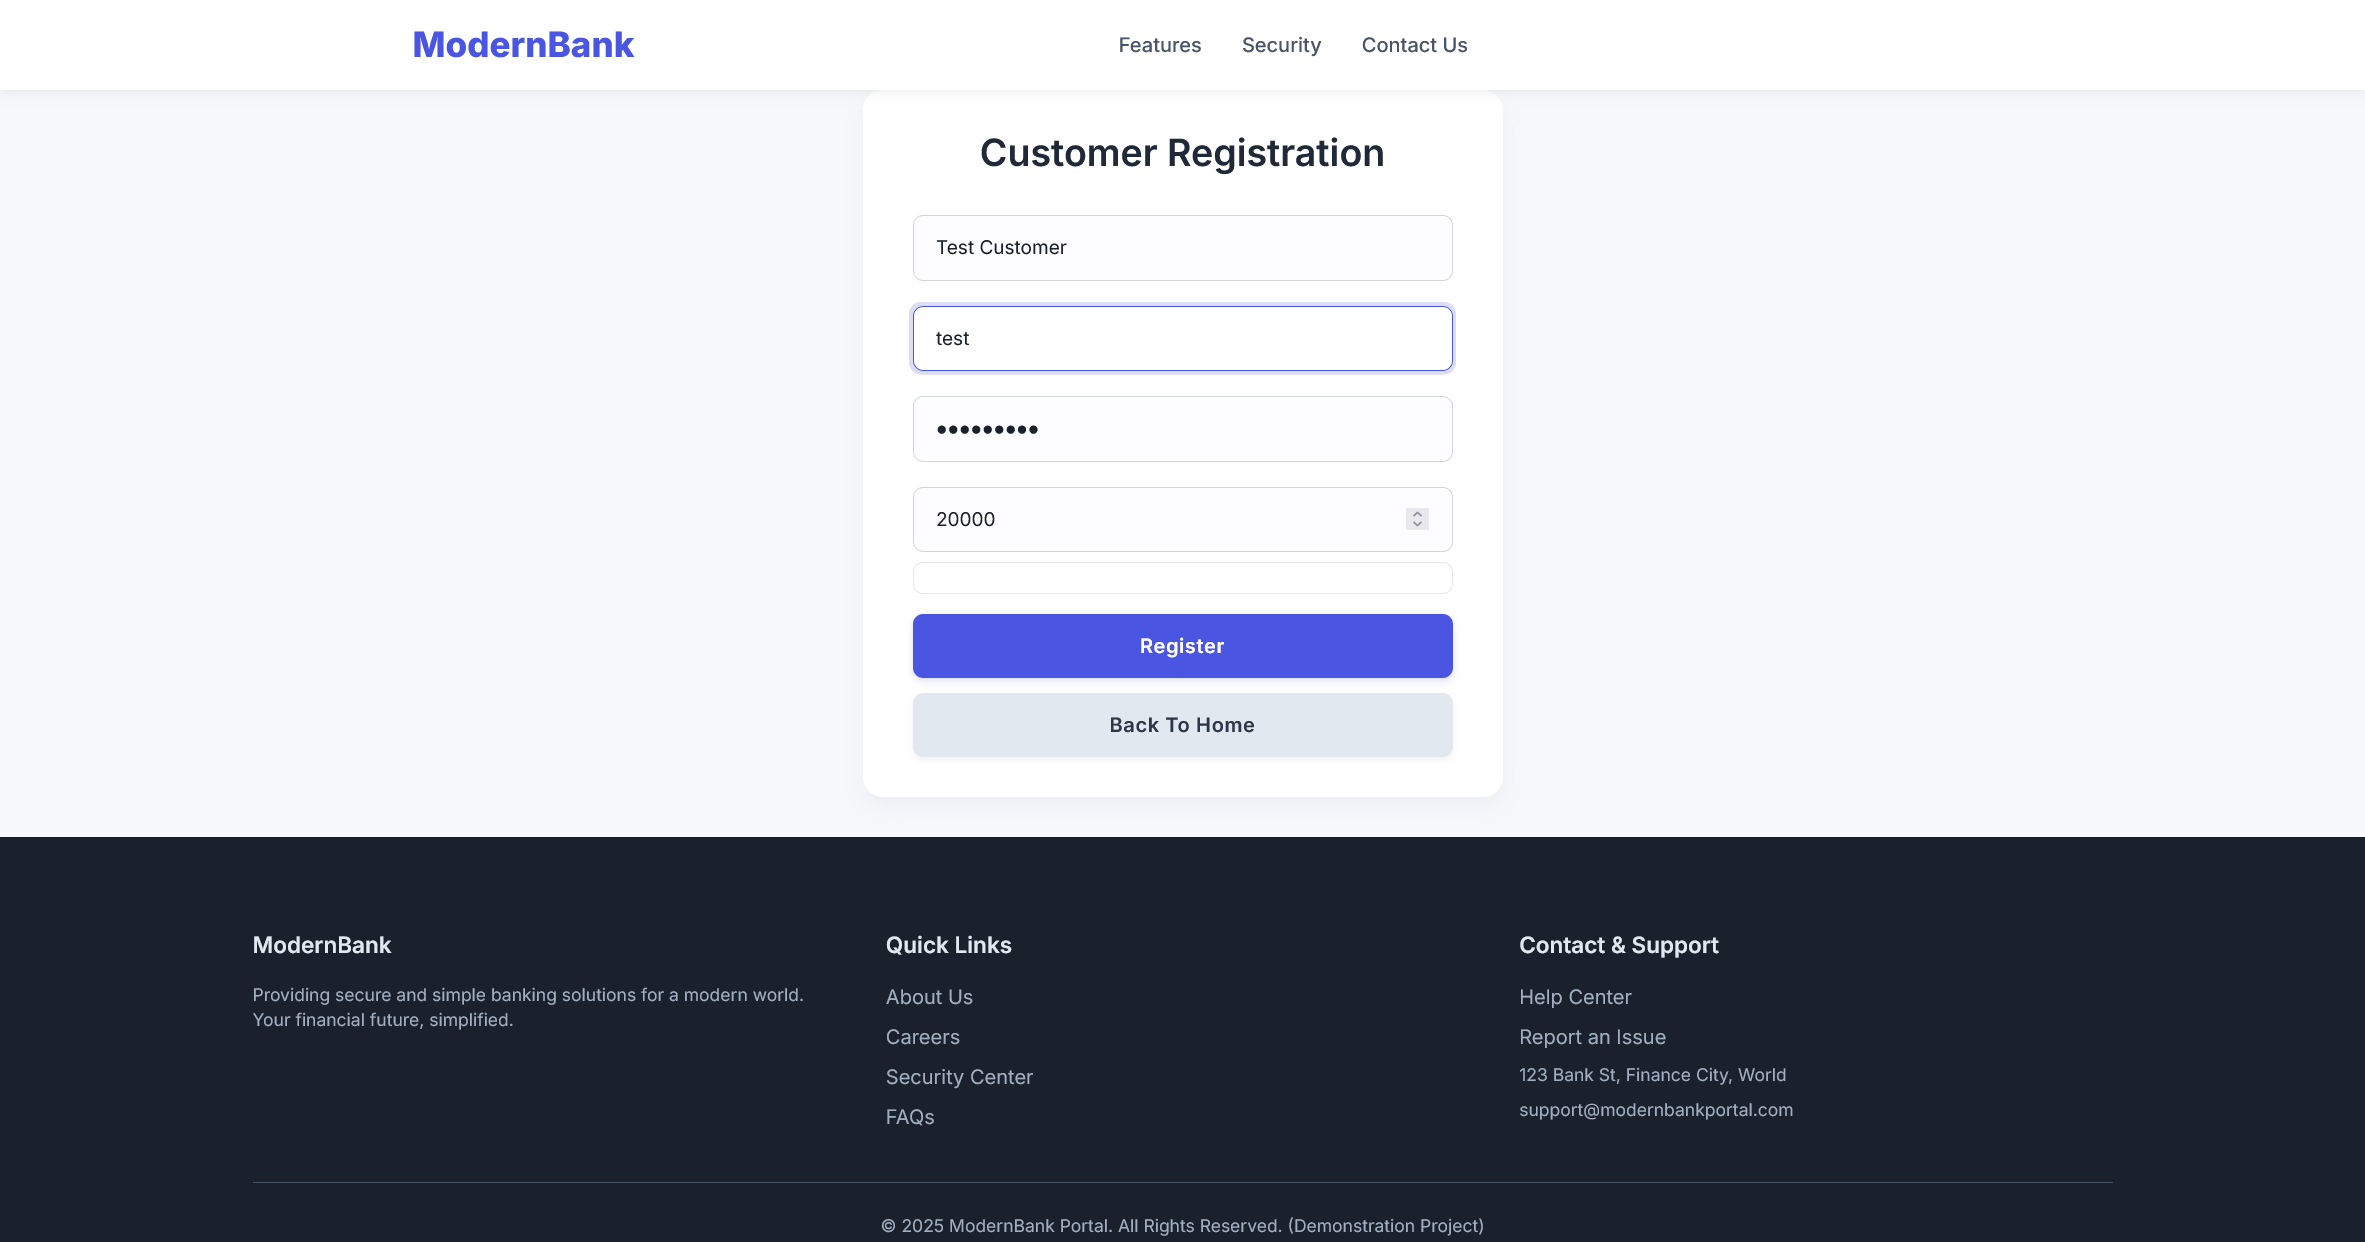 ModernBank
Features
Security
Contact Us
Customer Registration
Test Customer
test
•••••••••
20000
Register
Back To Home
ModernBank
Providing secure and simple banking solutions for a modern world.
Your financial future, simplified.
Quick Links
About Us
Careers
Security Center
FAQs
Contact & Support
Help Center
Report an Issue
123 Bank St, Finance City, World
support@modernbankportal.com
© 2025 ModernBank Portal. All Rights Reserved. (Demonstration Project)